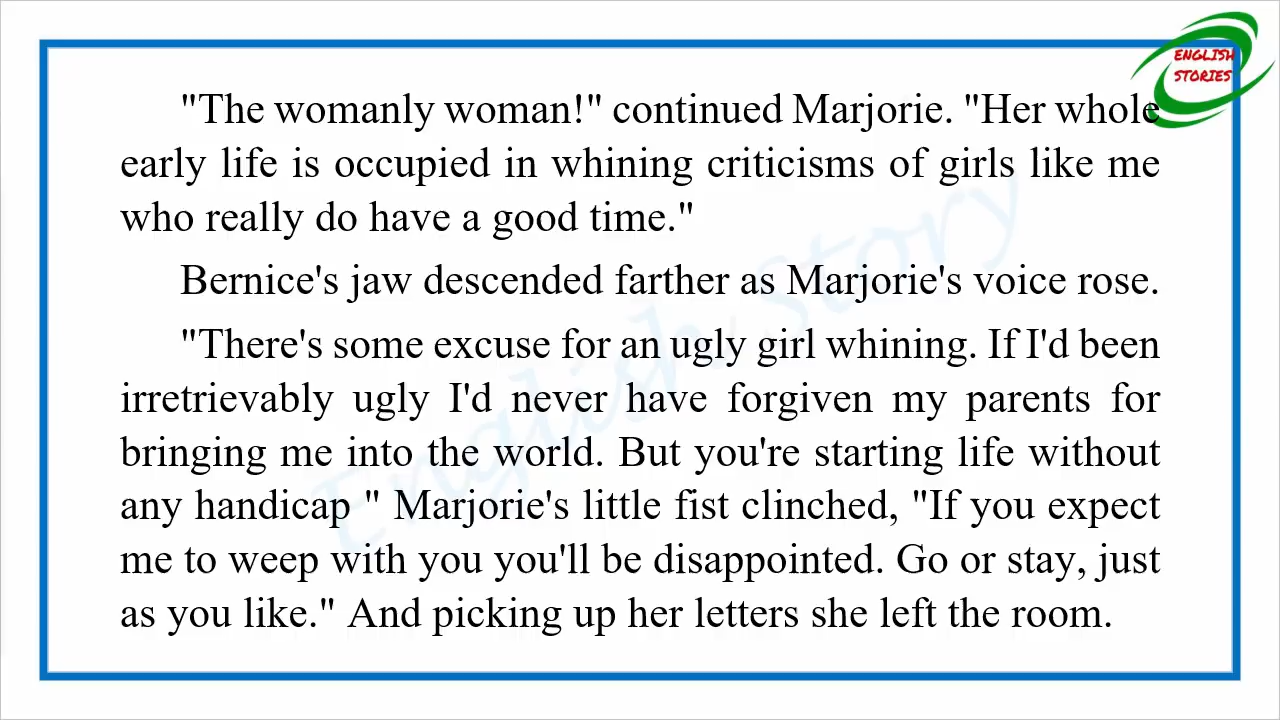 ENGLISH
STORIES
"The womanly woman!" continued Marjorie. "Her whole
early life is occupied in whining criticisms of girls like me
who really do have a good time."
Bernice's jaw descended farther as Marjorie's voice rose.
"There's some excuse for an ugly girl whining. If I'd been
irretrievably ugly I'd never have forgiven my parents for
bringing me into the world. But you're starting life without
any handicap " Marjorie's little fist clinched, "If you expect
me to weep with you you'll be disappointed. Go or stay, just
as you like." And picking up her letters she left the room.
English Story